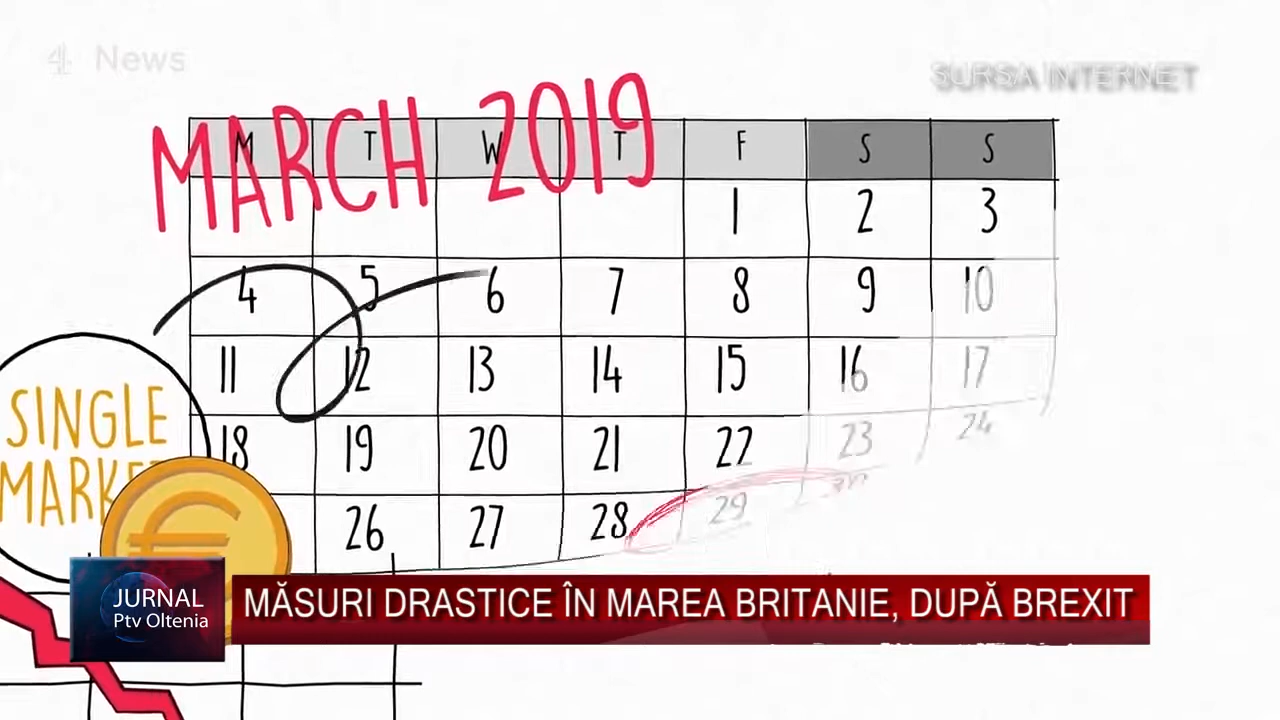 4 News
SURSA INTERNET
MARCH 2019
M T W T F S S
1 2 3
4 5 6 7 8 9 10
11 12 13 14 15 16 17
18 19 20 21 22 23 24
26 27 28 29
SINGLE
MARKET
JURNAL
Ptv Oltenia
MĂSURI DRASTICE ÎN MAREA BRITANIE, DUPĂ BREXIT